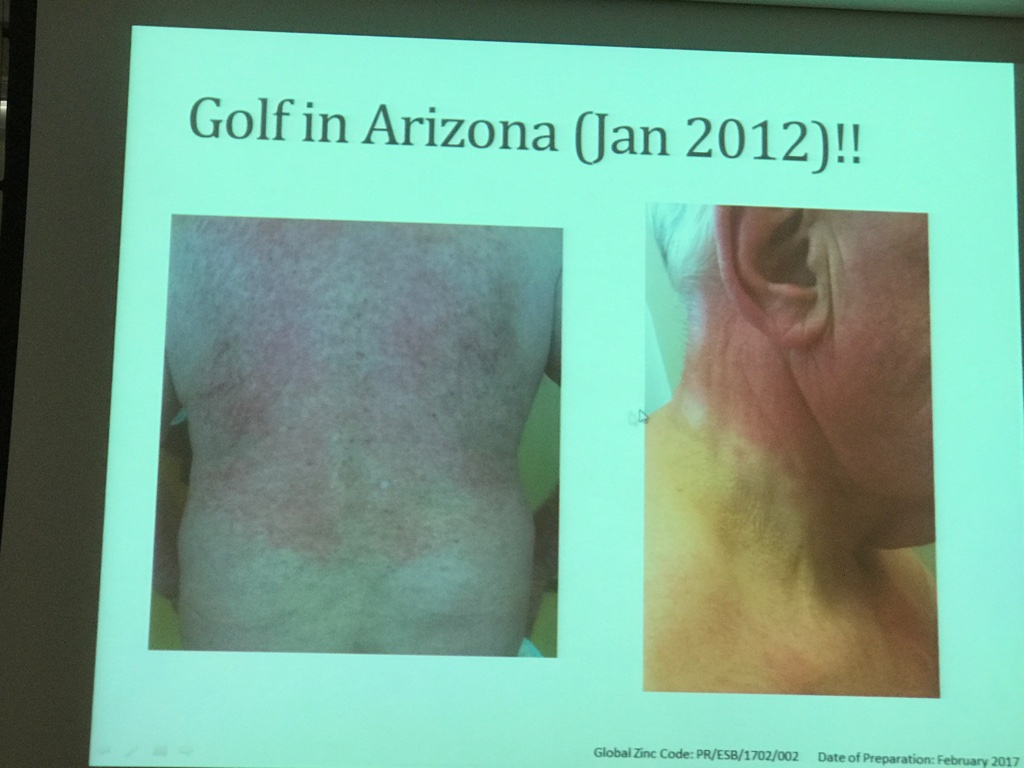 Golf in Arizona (Jan 2012)!!
Global Zinc Code: PR/ESB/1702/002 Date of Preparation: February 2017